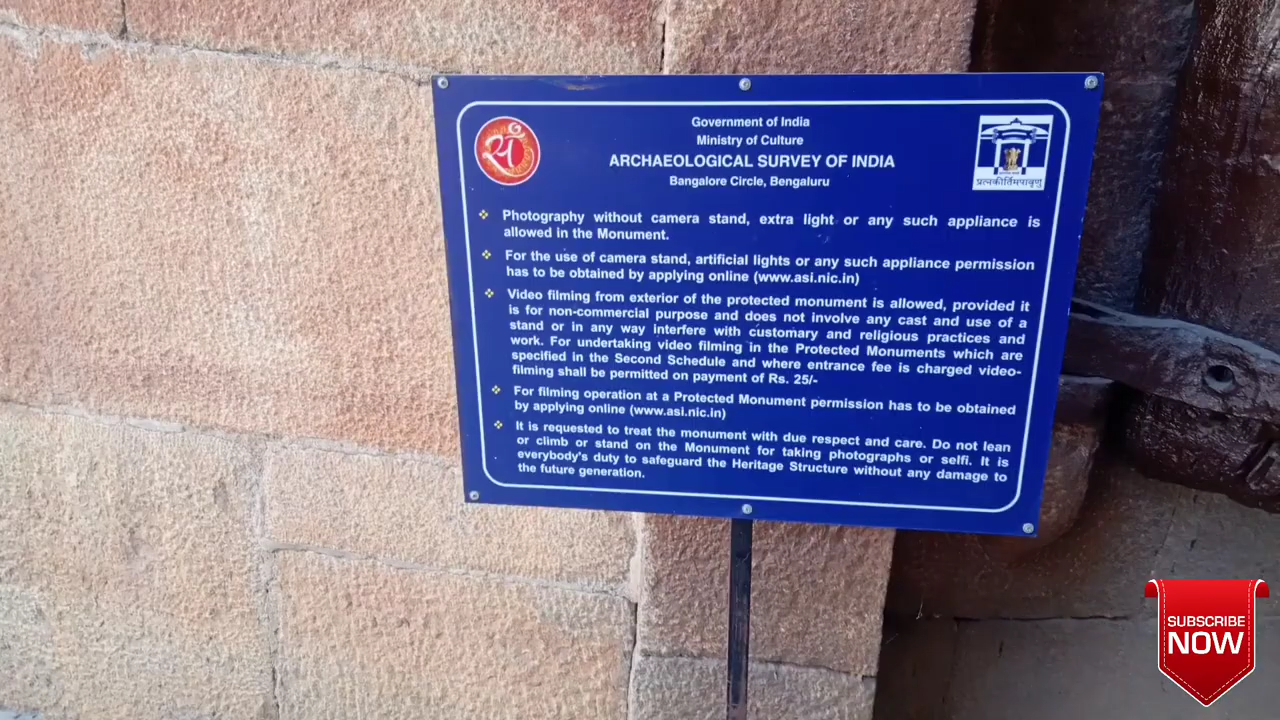 Government of India
Ministry of Culture
ARCHAEOLOGICAL SURVEY OF INDIA
Bangalore Circle, Bengaluru
सं
प्रत्नकीर्तिमपावृणु
Photography without camera stand, extra light or any such appliance is
allowed in the Monument.
For the use of camera stand, artificial lights or any such appliance permission
has to be obtained by applying online (www.asi.nic.in)
Video filming from exterior of the protected monument is allowed, provided it
is for non-commercial purpose and does not involve any cast and use of a
stand or in any way interfere with customary and religious practices and
work. For undertaking video filming in the Protected Monuments which are
specified in the Second Schedule and where entrance fee is charged video-
filming shall be permitted on payment of Rs. 25/-
For filming operation at a Protected Monument permission has to be obtained
by applying online (www.asi.nic.in)
It is requested to treat the monument with due respect and care. Do not lean
or climb or stand on the Monument for taking photographs or selfi. It is
everybody's duty to safeguard the Heritage Structure without any damage to
the future generation.
SUBSCRIBE
NOW